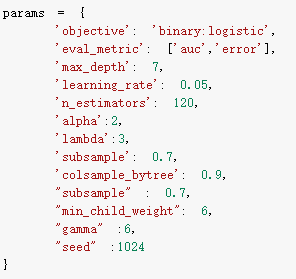 params = {
'objective': 'binary:logistic',
'eval_metric': ['auc','error'],
'max_depth': 7,
'learning_rate': 0.05,
'n_estimators': 120,
'alpha':2,
'lambda':3,
'subsample': 0.7,
'colsample_bytree': 0.9,
"subsample" : 0.7,
"min_child_weight": 6,
"gamma" :6,
"seed" :1024
}